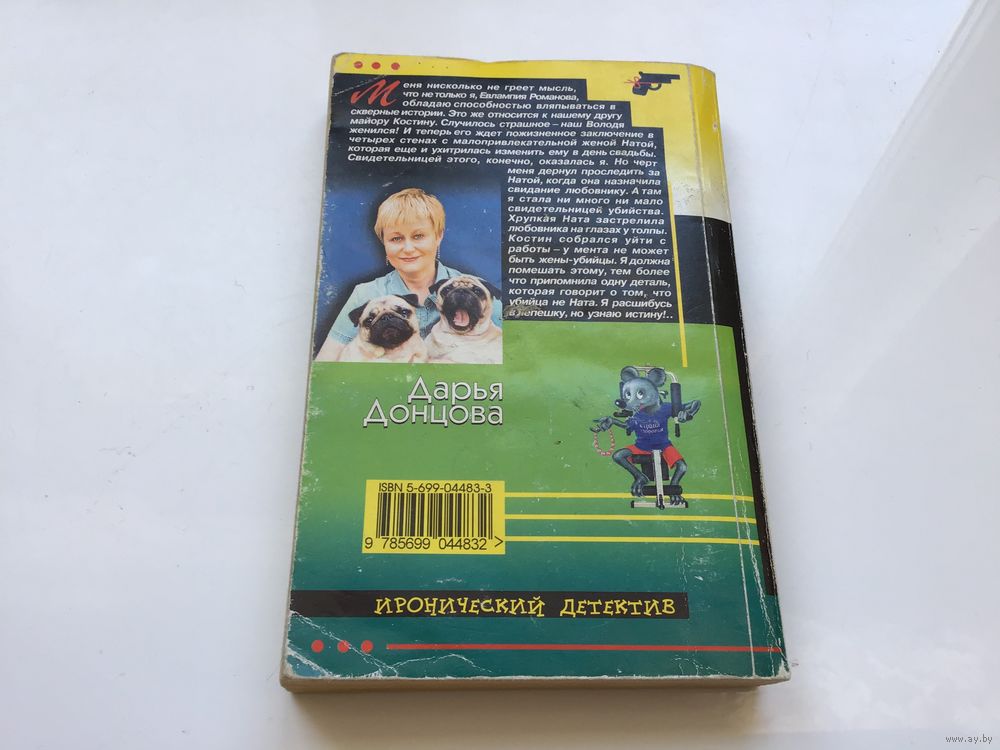 Меня нисколько не греет мысль,
что не только я, Евлампия Романова,
обладаю способностью вляпываться в
скверные истории. Это же относится к нашему другу
майору Костину. Случилось страшное – наш Володя
женился! И теперь его ждет пожизненное заключение в
четырех стенах с малопривлекательной женой Натой,
которая еще и ухитрилась изменить ему в день свадьбы.
Свидетельницей этого, конечно, оказалась я. Но черт
меня дернул проследить за
Натой, когда она назначила
свидание любовнику. А там
я стала ни много ни мало
свидетельницей убийства.
Хрупкая Ната застрелила
любовника на глазах у толпы.
Костин собрался уйти с
работы – у мента не может
быть жены-убийцы. Я должна
помешать этому, тем более
что припомнила одну деталь,
которая говорит о том, что
убийца не Ната. Я расшибусь
в лепешку, но узнаю истину!..
Дарья
Донцова
ISBN 5-699-04483-3
9 785699 044832 >
ИРОНИЧЕСКИЙ ДЕТЕКТИВ
www.ay.by